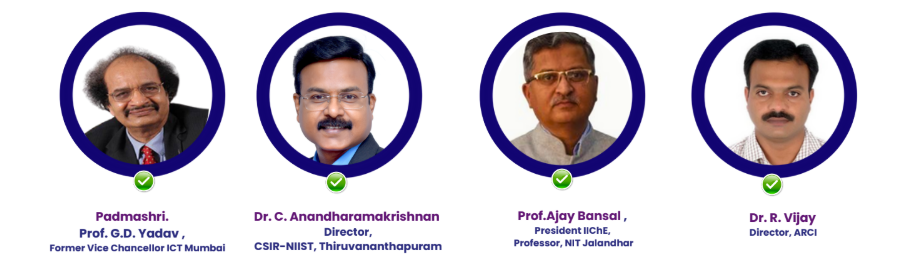 Padmashri.
Prof. G.D. Yadav ,
Former Vice Chancellor ICT Mumbai
Dr. C. Anandharamakrishnan
Director,
CSIR-NIIST, Thiruvananthapuram
Prof.Ajay Bansal ,
President IIChE,
Professor, NIT Jalandhar
Dr. R. Vijay
Director, ARCI